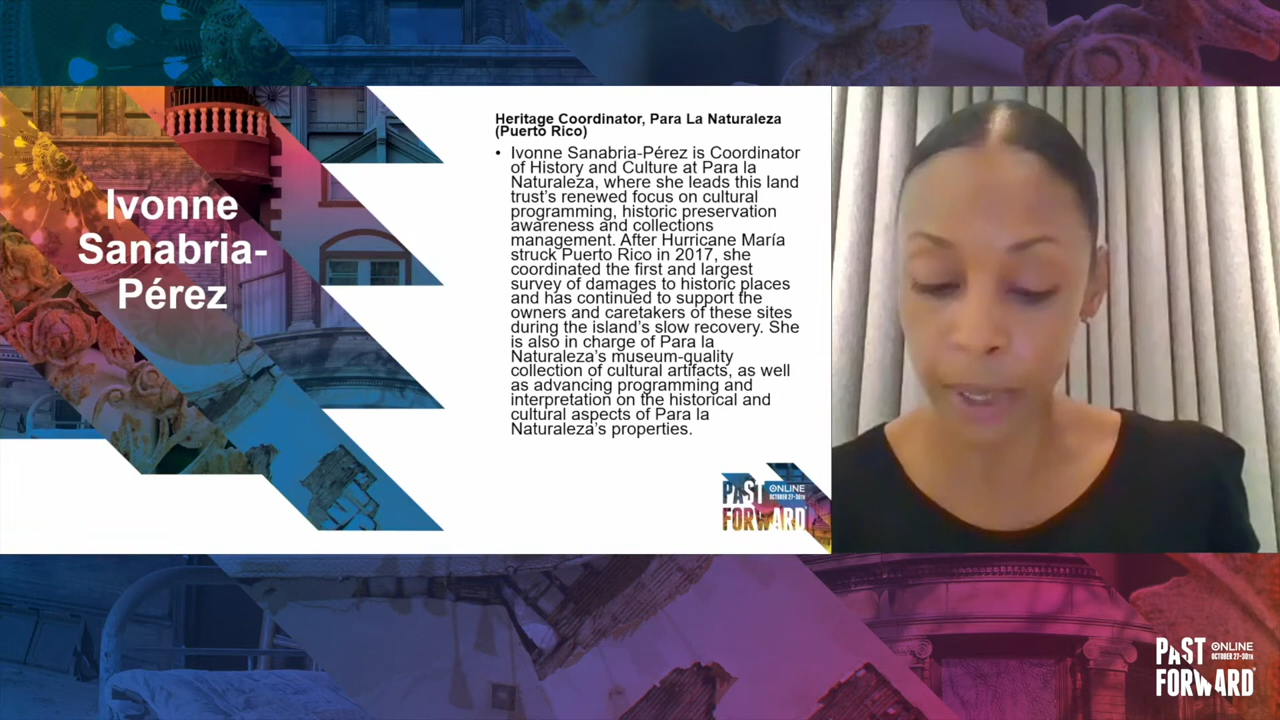 Ivonne
Sanabria-
Pérez
Heritage Coordinator, Para La Naturaleza
(Puerto Rico)
• Ivonne Sanabria-Pérez is Coordinator
of History and Culture at Para la
Naturaleza, where she leads this land
trust's renewed focus on cultural
programming, historic preservation
awareness and collections
management. After Hurricane María
struck Puerto Rico in 2017, she
coordinated the first and largest
survey of damages to historic places
and has continued to support the
owners and caretakers of these sites
during the island's slow recovery. She
is also in charge of Para la
Naturaleza's museum-quality
collection of cultural artifacts, as well
as advancing programming and
interpretation on the historical and
cultural aspects of Para la
Naturaleza's properties.
PAST ONLINE
OCTOBER 27-30TH
FORWARD
PAST ONLINE
OCTOBER 27-30TH
FORWARD